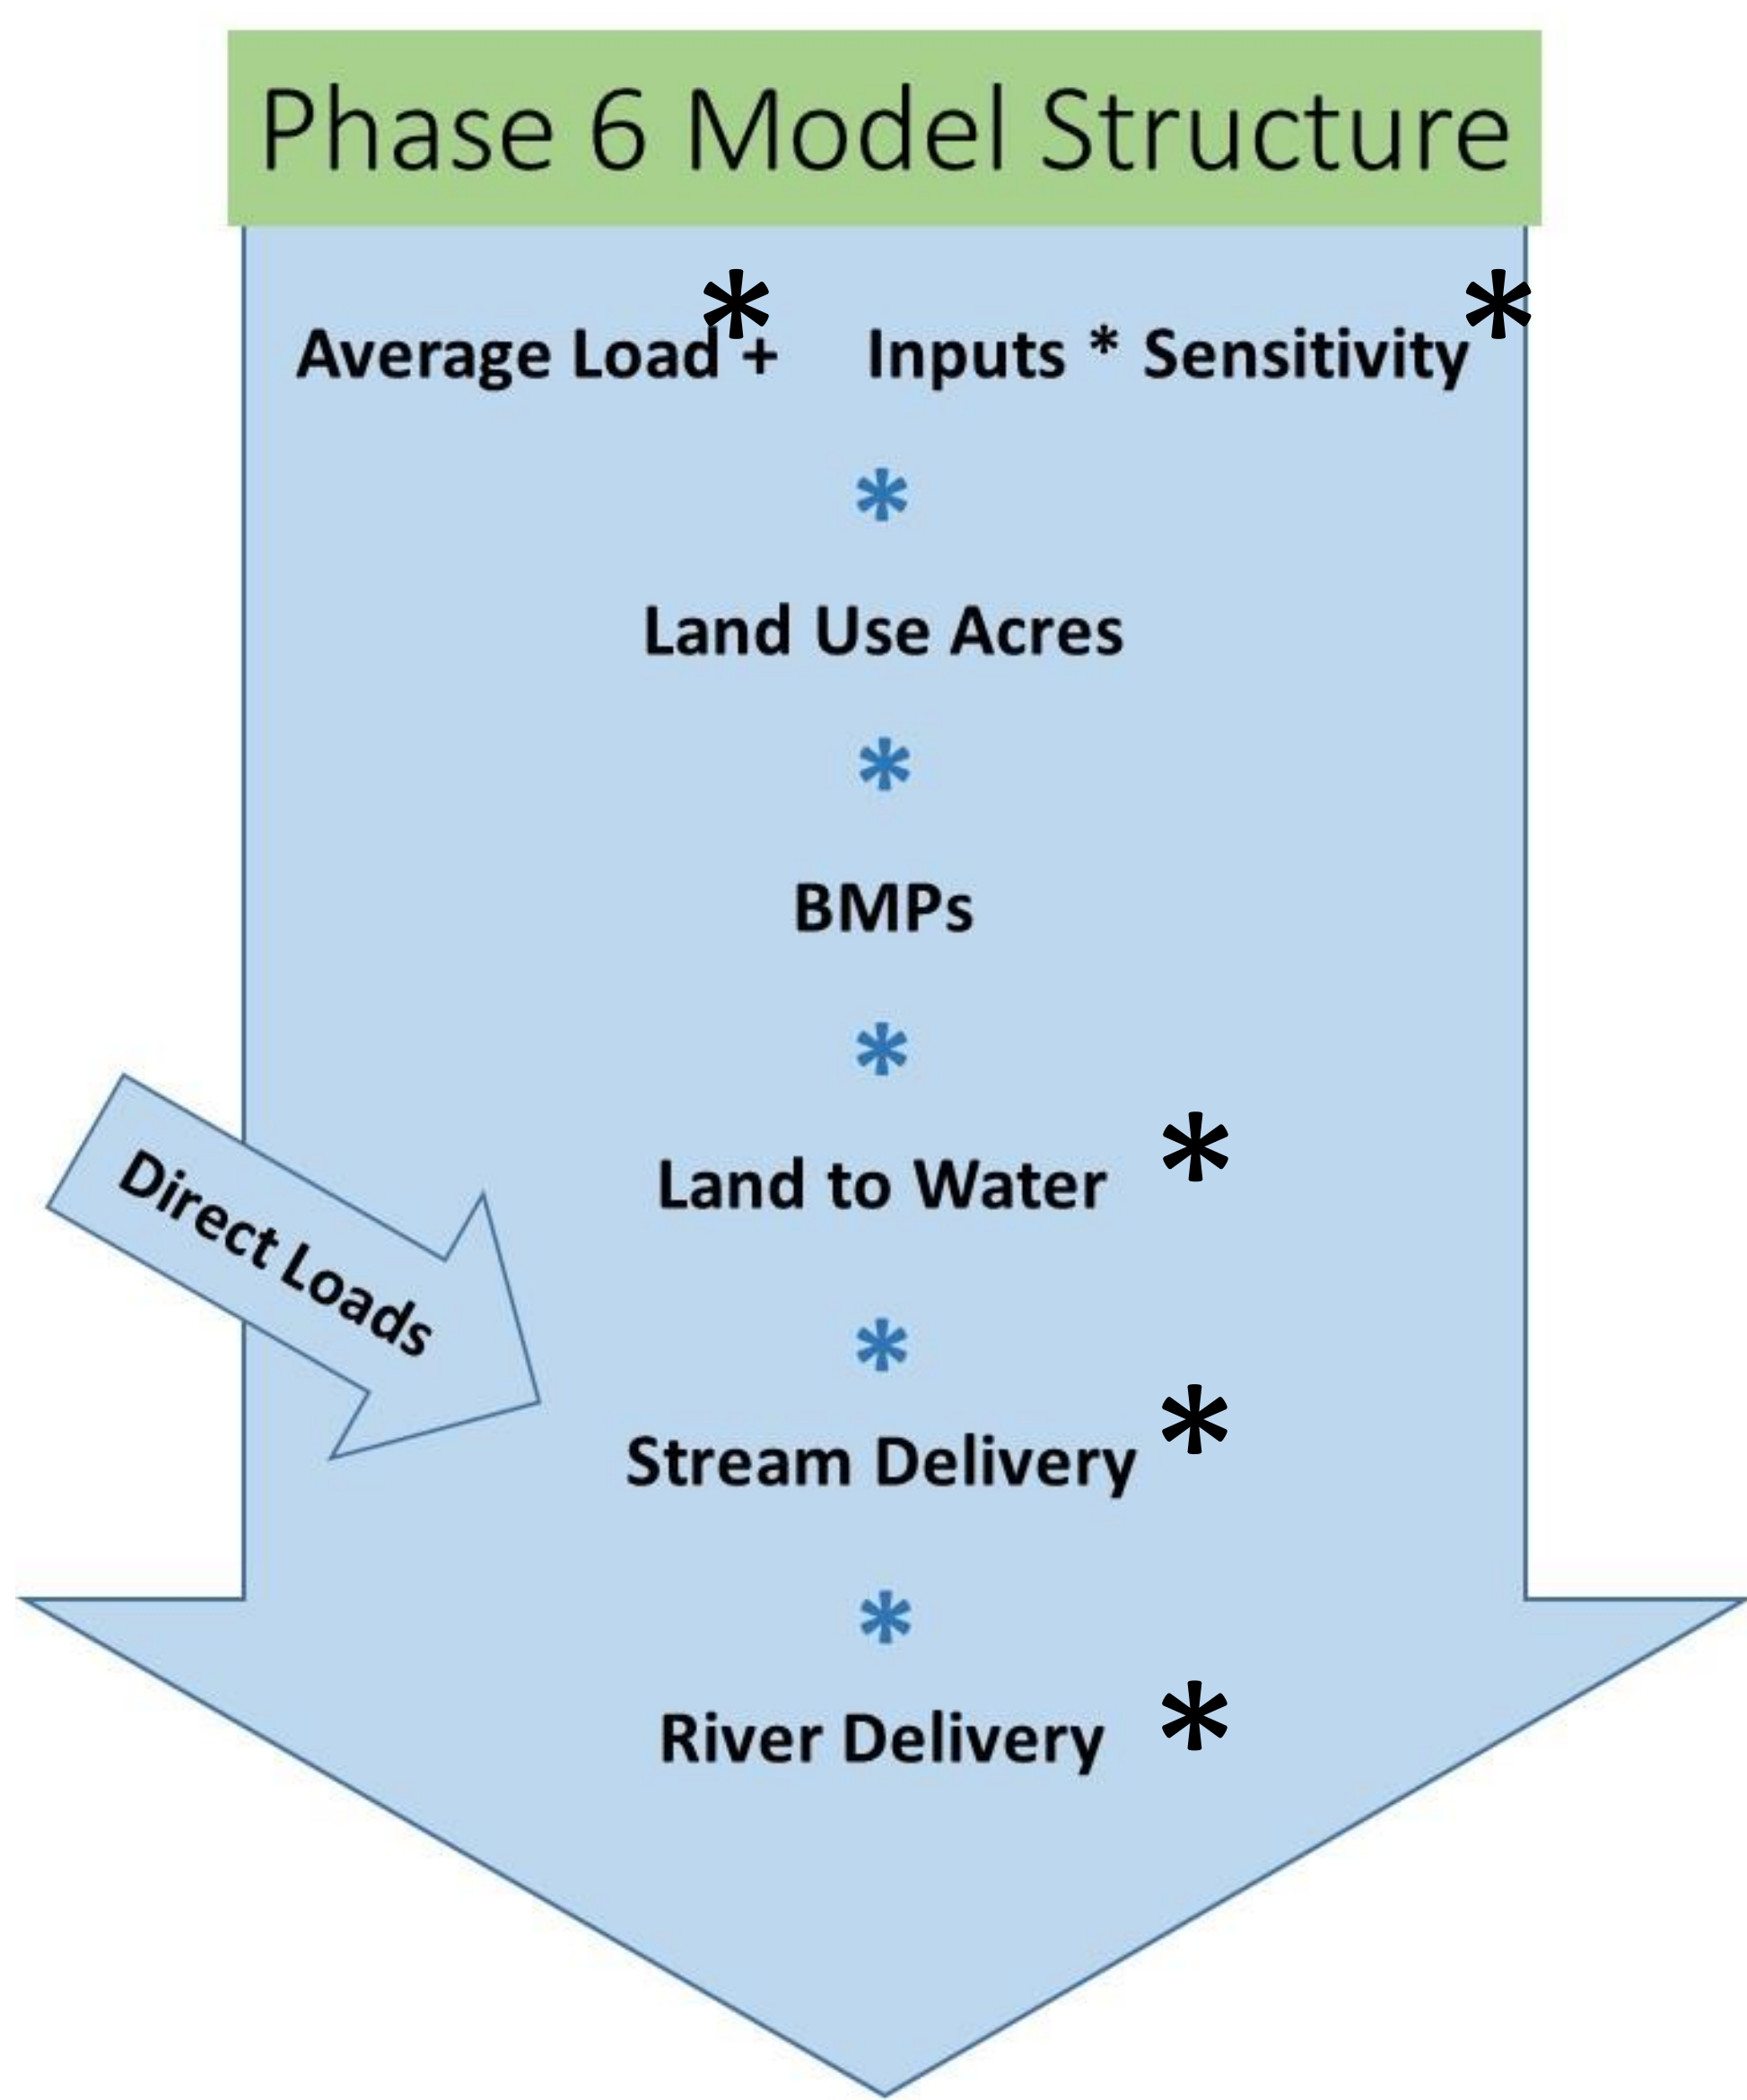 Phase 6 Model Structure
* *
Average Load + Inputs * Sensitivity
*
Land Use Acres
*
BMPs
*
Land to Water *
Direct Loads
*
Stream Delivery *
*
River Delivery *